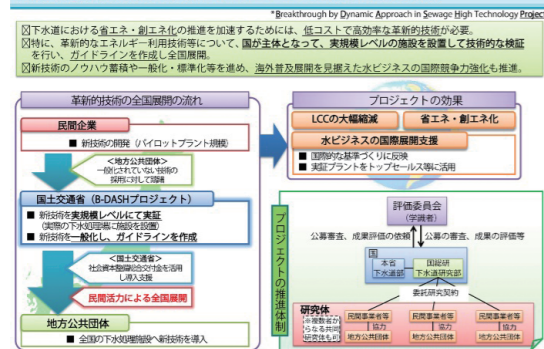 *Breakthrough by Dynamic Approach in Sewage High Technology Project
☑下水道における省エネ・創エネ化の推進を加速するためには、低コストで高効率な革新的技術が必要。
☑特に、革新的なエネルギー利用技術等について、国が主体となって、実規模レベルの施設を設置して技術的な検証
を行い、ガイドラインを作成し全国展開。
☑新技術のノウハウ蓄積や一般化・標準化等を進め、海外普及展開を見据えた水ビジネスの国際競争力強化も推進。
革新的技術の全国展開の流れ
民間企業
■ 新技術の開発(パイロットプラント規模)
<地方公共団体>
一般化されていない技術の
採用に対して躊躇
国土交通省(B-DASHプロジェクト)
■ 新技術を実規模レベルにて実証
(実際の下水処理場に施設を設置)
■ 新技術を一般化し、ガイドラインを作成
<国土交通省>
社会資本整備総合交付金を活用
し導入支援
民間活力による全国展開
地方公共団体
■ 全国の下水処理施設へ新技術を導入
プロジェクトの効果
LCCの大幅縮減
省エネ・創エネ化
水ビジネスの国際展開支援
■ 国際的な基準づくりに反映
■ 実証プラントをトップセールス等に活用
プロジェクトの推進体制
評価委員会
(学識者)
公募審査、成果評価の依頼
公募の審査、成果の評価等
国
本省
下水道部
国総研
下水道研究部
委託研究契約
研究体
※複数者か
らなる共同
研究体も可
民間事業者等
協力
地方公共団体
民間事業者等
協力
地方公共団体
民間事業者等
協力
地方公共団体